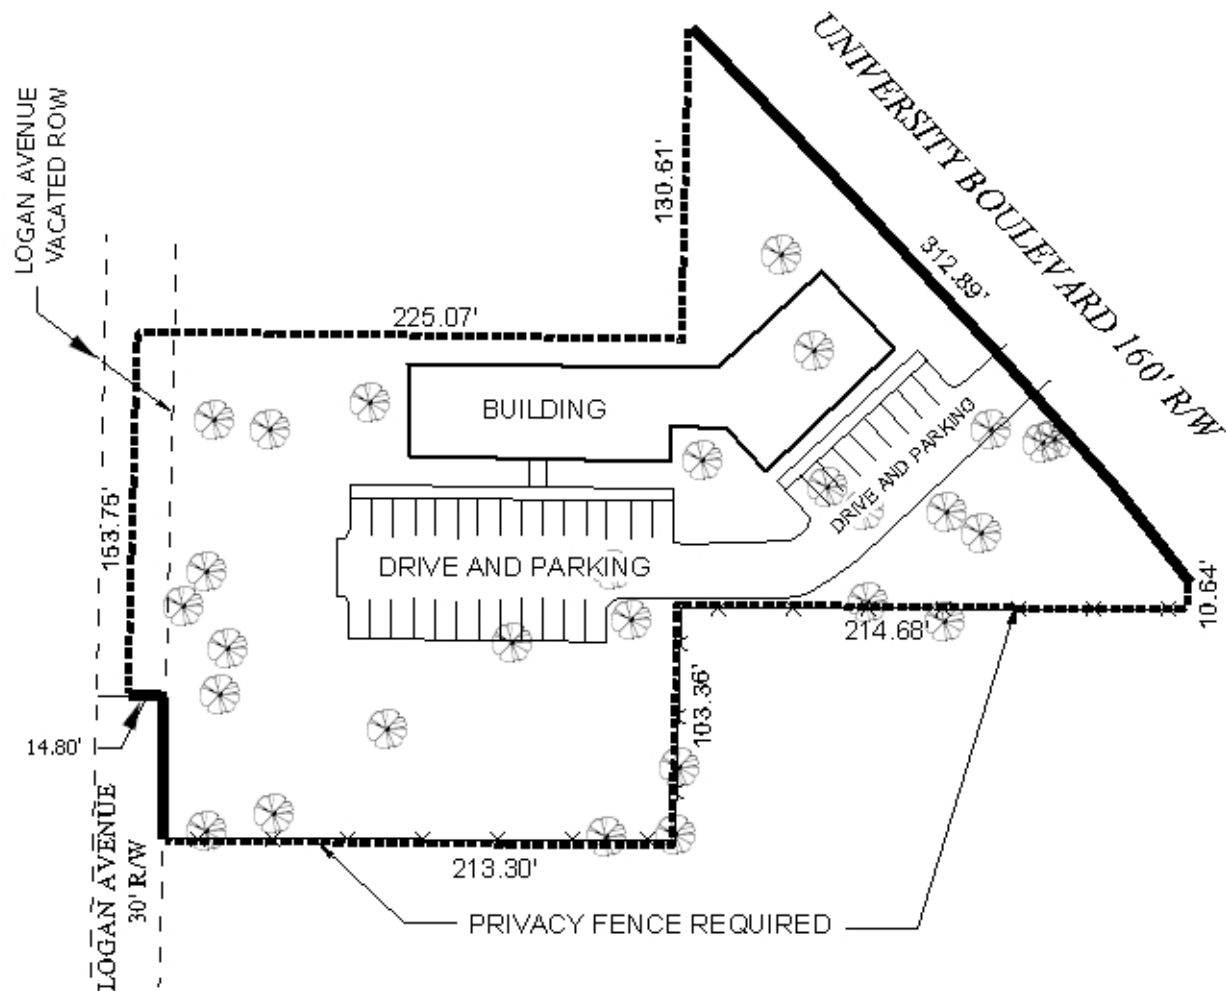 UNIVERSITY BOULEVARD 160' R/W
LOGAN AVENUE
VACATED ROW
130.61'
312.89'
225.07'
BUILDING
DRIVE AND PARKING
153.75'
DRIVE AND PARKING
10.64'
214.68'
103.36'
14.80'
LOGAN AVENUE
30' R/W
213.30'
PRIVACY FENCE REQUIRED